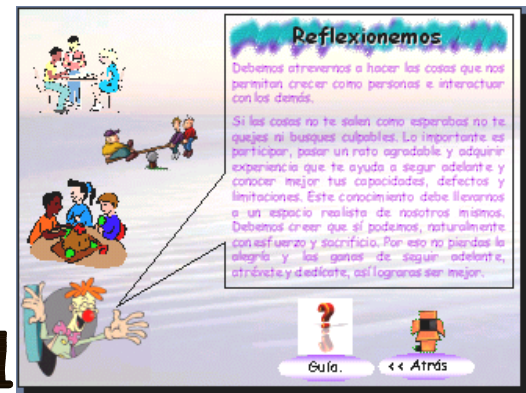 Reflexionemos
Debemos atrevernos a hacer las cosas que nos
permitan crecer como personas e interactuar
con los demás.
Si las cosas no te salen como esperabas no te
quejes ni busques culpables. Lo importante es
participar, pasar un rato agradable y adquirir
experiencia que te ayuda a segur adelante y
conocer mejor tus capacidades, defectos y
limitaciones. Este conocimiento debe llevarnos
a un espacio realista de nosotros mismos.
Debemos creer que sí podemos, naturalmente
con esfuerzo y sacrificio. Por eso no pierdas la
alegría y las ganas de seguir adelante,
atrévete y dedícate, así lograras ser mejor.
Guía.
<< Atrás